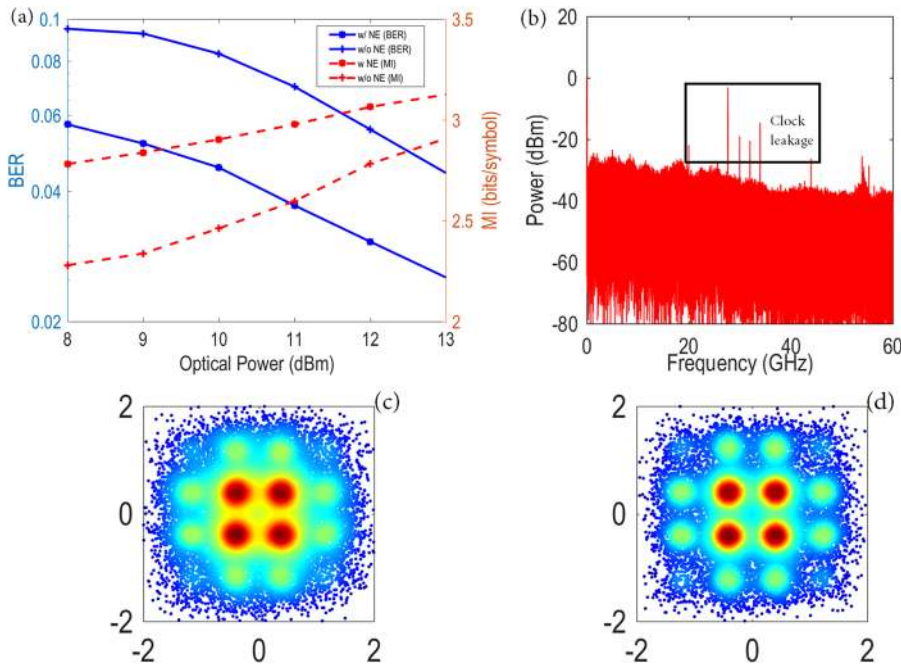 (a)
0.1
0.08
0.06
0.04
0.02
BER
3.5
3
2.5
2
MI (bits/symbol)
w/ NE (BER)
w/o NE (BER)
w NE (MI)
w/o NE (MI)
8 9 10 11 12 13
Optical Power (dBm)
(b)
20
0
-20
-40
-60
-80
Power (dBm)
Clock
leakage
0 20 40 60
Frequency (GHz)
(c)
2
0
-2
-2 0 2
(d)
2
0
-2
-2 0 2